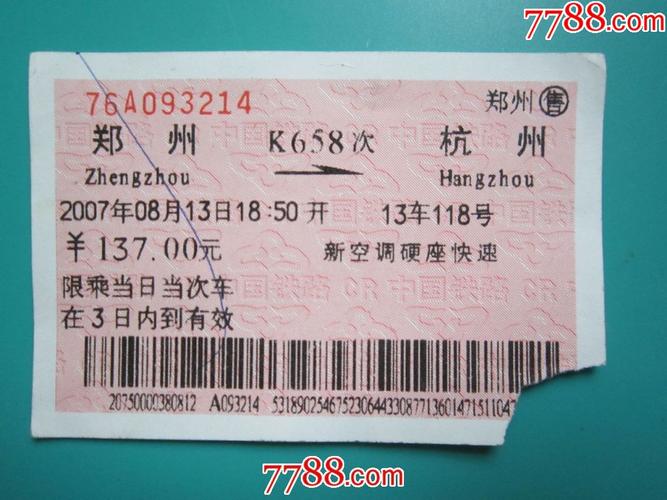 7788.com
76A093214 郑州㊕售
郑 州 K658次 杭 州
Zhengzhou Hangzhou
2007年08月13日18:50开 13车118号
￥137.00元 新空调硬座快速
限乘当日当次车
在3日内到有效
20750000380812 A093214 5318902546752306443308771360147151104
7788.com